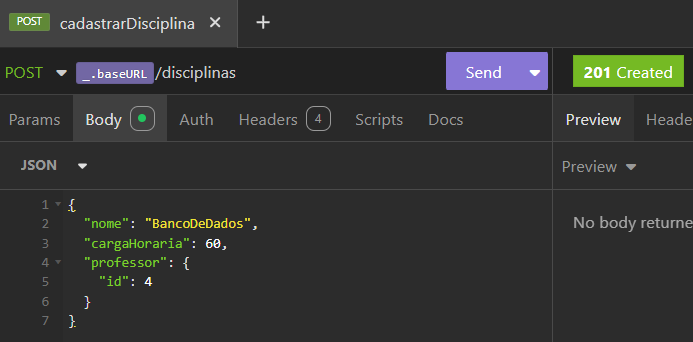 POST cadastrarDisciplina × +
POST _.baseURL /disciplinas Send 201 Created
Params Body Auth Headers 4 Scripts Docs Preview Heade
JSON Preview
1 {
2 "nome": "BancoDeDados",
3 "cargaHoraria": 60,
4 "professor": {
5 "id": 4
6 }
7 }
No body returne